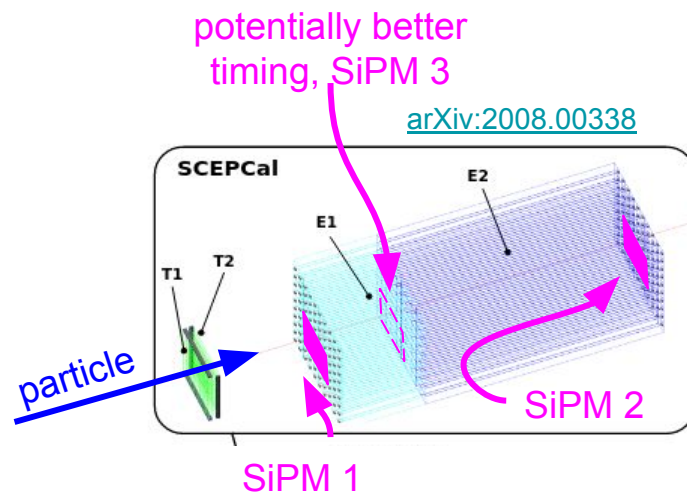 potentially better
timing, SiPM 3
arXiv:2008.00338
SCEPCal
E2
E1
T2
T1
particle
SiPM 2
SiPM 1